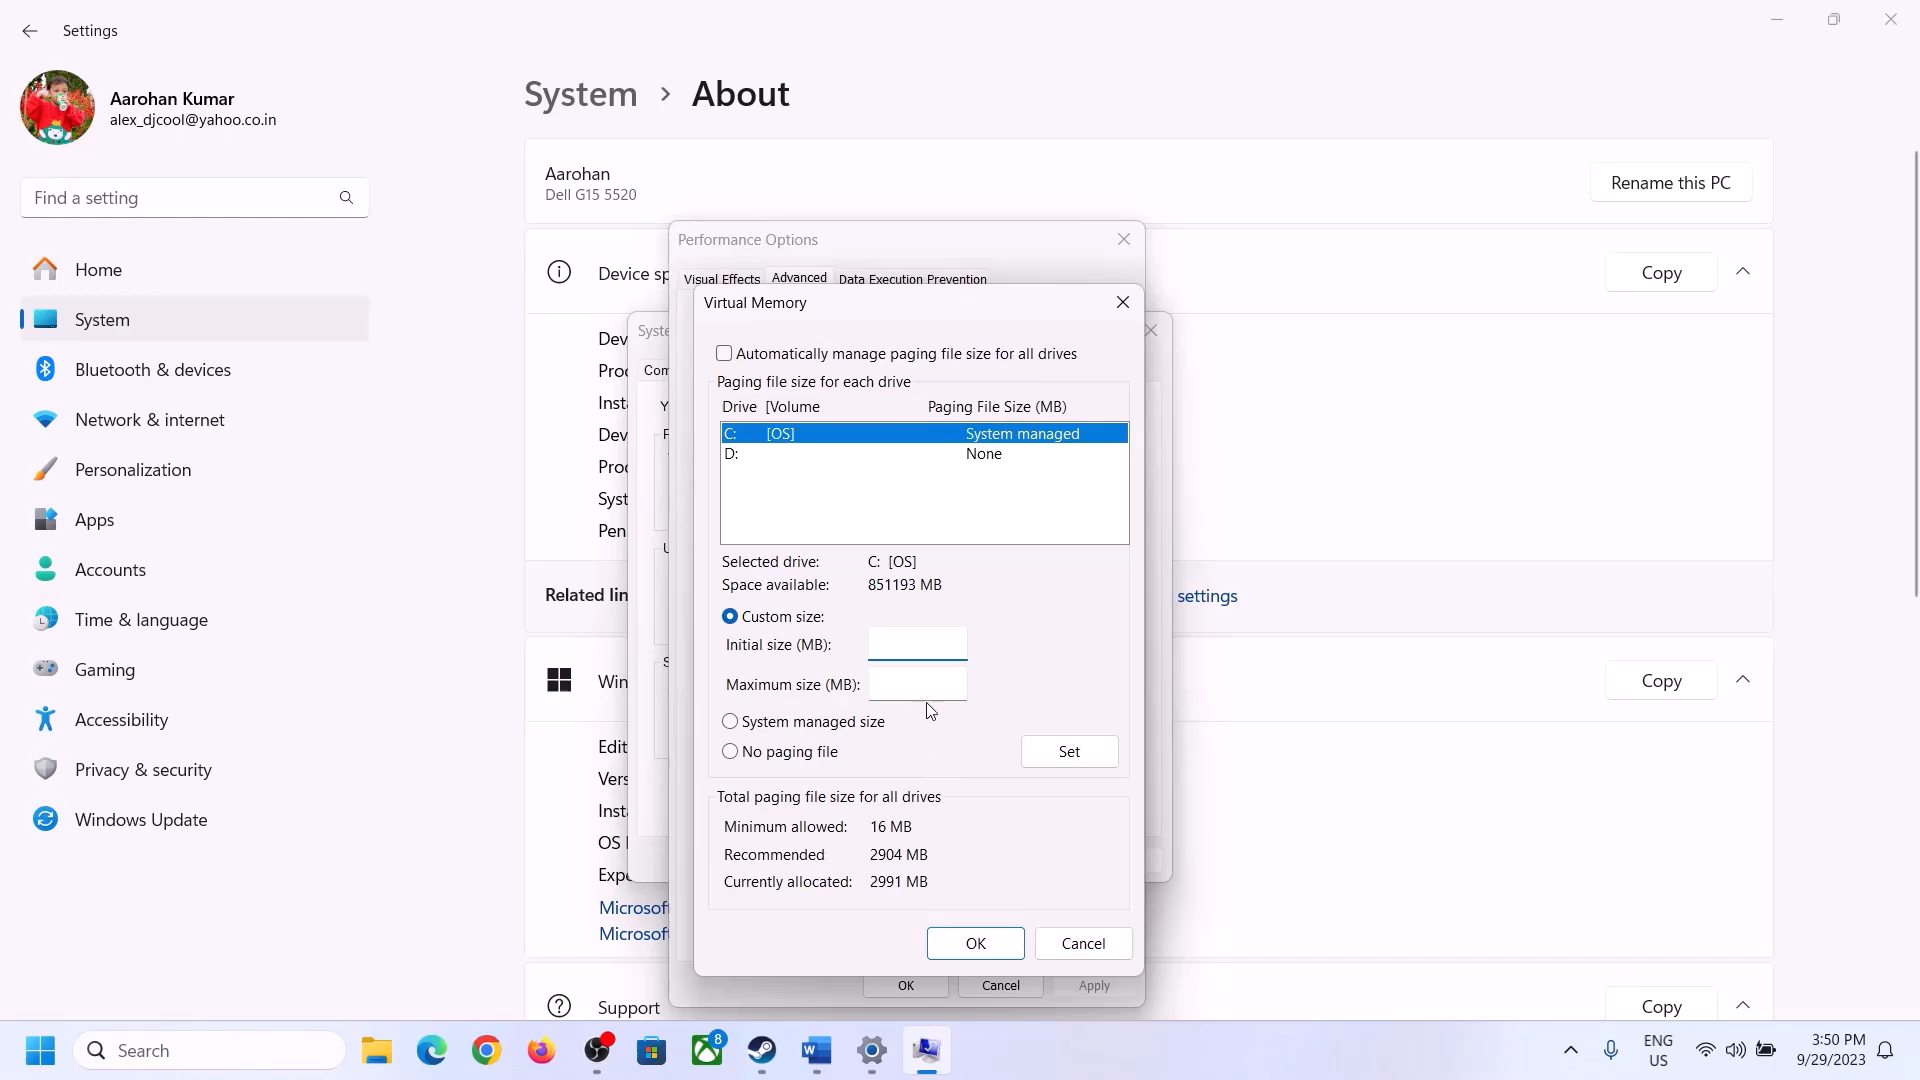 Settings
Aarohan Kumar
alex_djcool@yahoo.co.in
Find a setting
Home
System
Bluetooth & devices
Network & internet
Personalization
Apps
Accounts
Time & language
Gaming
Accessibility
Privacy & security
Windows Update
System > About
Aarohan
Dell G15 5520
Rename this PC
Device sp
Copy
Dev
Proc
Insta
Dev
Proc
Syst
Pen
Related lin
settings
Win
Copy
Edit
Vers
Insta
OS
Expe
Microsof
Microsof
Support
Copy
Syste
Com
Performance Options
Visual Effects
Advanced
Data Execution Prevention
Virtual Memory
Automatically manage paging file size for all drives
Paging file size for each drive
Drive [Volume Paging File Size (MB)
C: [OS] System managed
D: None
Selected drive: C: [OS]
Space available: 851193 MB
Custom size:
Initial size (MB):
Maximum size (MB):
System managed size
No paging file
Set
Total paging file size for all drives
Minimum allowed: 16 MB
Recommended 2904 MB
Currently allocated: 2991 MB
OK
Cancel
OK
Cancel
Apply
Search
8
ENG
US
3:50 PM
9/29/2023